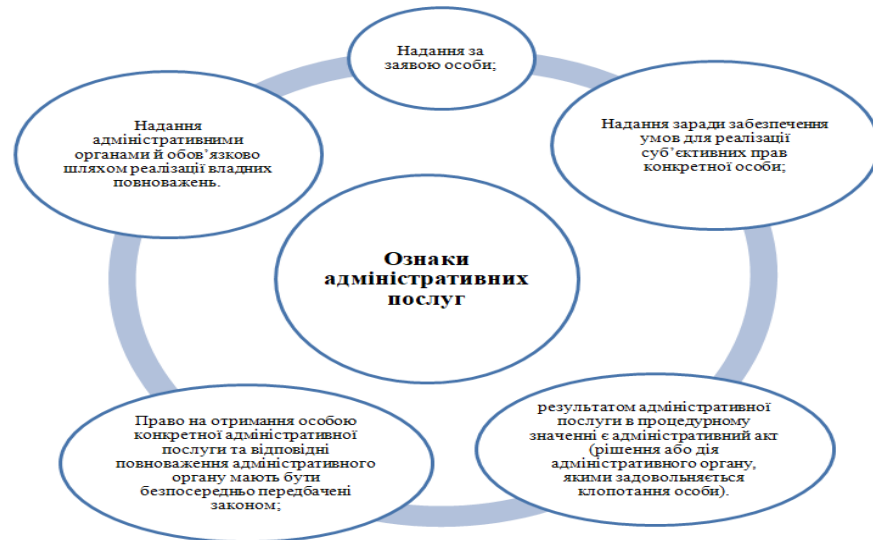 Надання за
заявою особи;
Надання заради забезпечення
умов для реалізації
суб’єктивних прав
конкретної особи;
результатом адміністративної
послуги в процедурному
значенні є адміністративний акт
(рішення або дія
адміністративного органу,
якими задовольняється
клопотання особи).
Право на отримання особою
конкретної адміністративної
послуги та відповідні
повноваження адміністративного
органу мають бути
безпосередньо передбачені
законом;
Надання
адміністративними
органами й обов’язково
шляхом реалізації владних
повноважень.
Ознаки
адміністративних
послуг